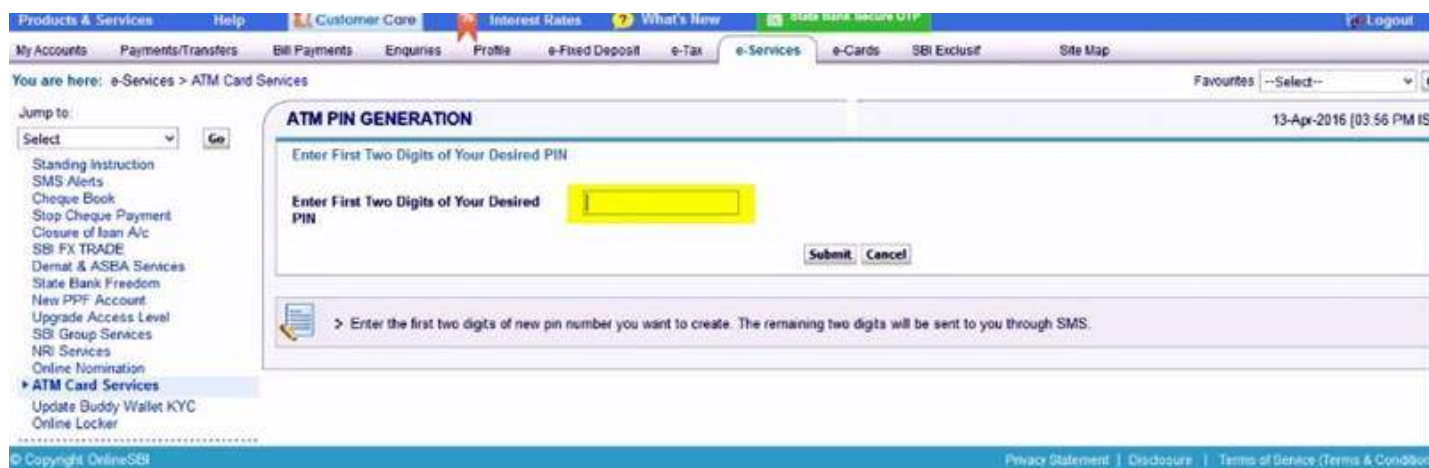 Products & Services Help Customer Care Interest Rates What's New State Bank Secure OTP Logout
My Accounts Payments/Transfers Bill Payments Enquiries Profile e-Fixed Deposit e-Tax e-Services e-Cards SBI Exclusif Site Map
You are here: e-Services > ATM Card Services Favourites --Select--
Jump to:
Select Go
Standing Instruction
SMS Alerts
Cheque Book
Stop Cheque Payment
Closure of loan A/c
SBI FX TRADE
Demat & ASBA Services
State Bank Freedom
New PPF Account
Upgrade Access Level
SBI Group Services
NRI Services
Online Nomination
ATM Card Services
Update Buddy Wallet KYC
Online Locker
ATM PIN GENERATION 13-Apr-2016 [03:56 PM IS
Enter First Two Digits of Your Desired PIN
Enter First Two Digits of Your Desired
PIN
Submit Cancel
> Enter the first two digits of new pin number you want to create. The remaining two digits will be sent to you through SMS.
© Copyright OnlineSBI Privacy Statement | Disclosure | Terms of Service (Terms & Condition